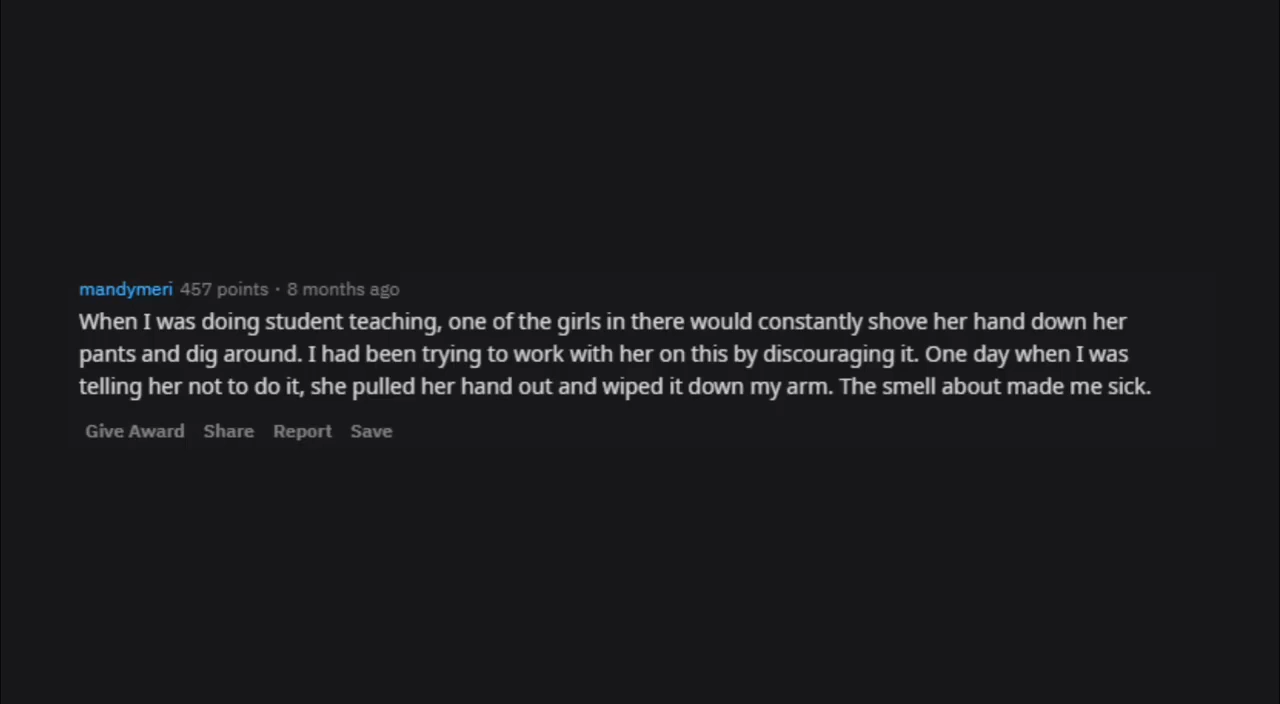 mandymeri 457 points · 8 months ago
When I was doing student teaching, one of the girls in there would constantly shove her hand down her
pants and dig around. I had been trying to work with her on this by discouraging it. One day when I was
telling her not to do it, she pulled her hand out and wiped it down my arm. The smell about made me sick.
Give Award Share Report Save